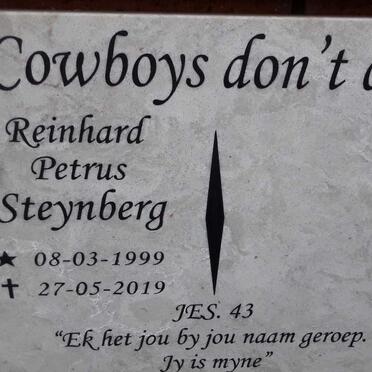 Cowboys don't
Reinhard
Petrus
Steynberg
★ 08-03-1999
✝ 27-05-2019
JES. 43
"Ek het jou by jou naam geroep.
Jy is myne"